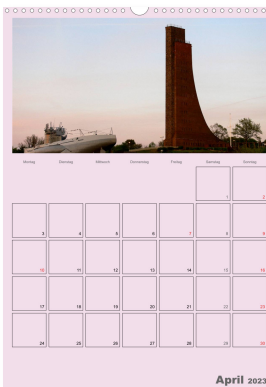 Montag Dienstag Mittwoch Donnerstag Freitag Samstag Sonntag
1 2
3 4 5 6 7 8 9
10 11 12 13 14 15 16
17 18 19 20 21 22 23
24 25 26 27 28 29 30
April 2023